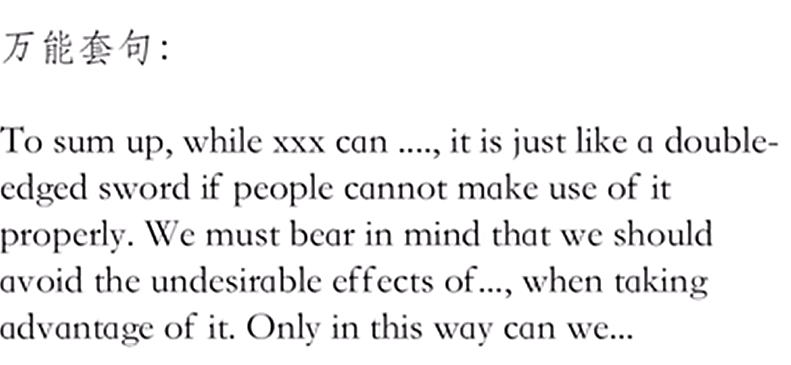 万能套句：
To sum up, while xxx can ...., it is just like a double-
edged sword if people cannot make use of it
properly. We must bear in mind that we should
avoid the undesirable effects of..., when taking
advantage of it. Only in this way can we...